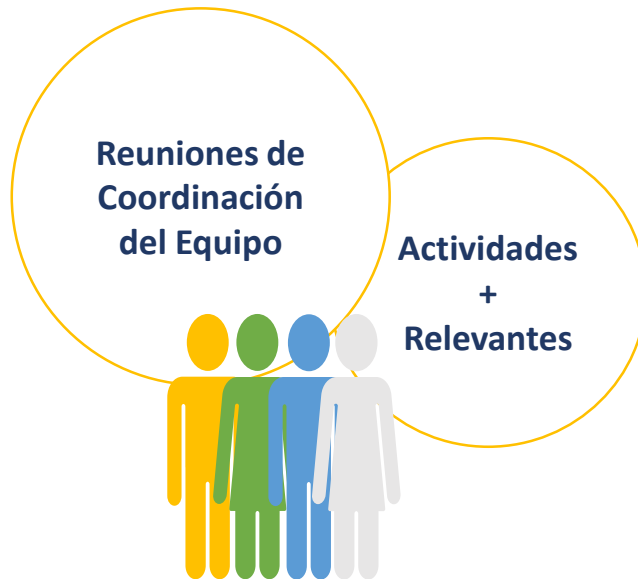 Reuniones de
Coordinación
del Equipo
Actividades
+
Relevantes